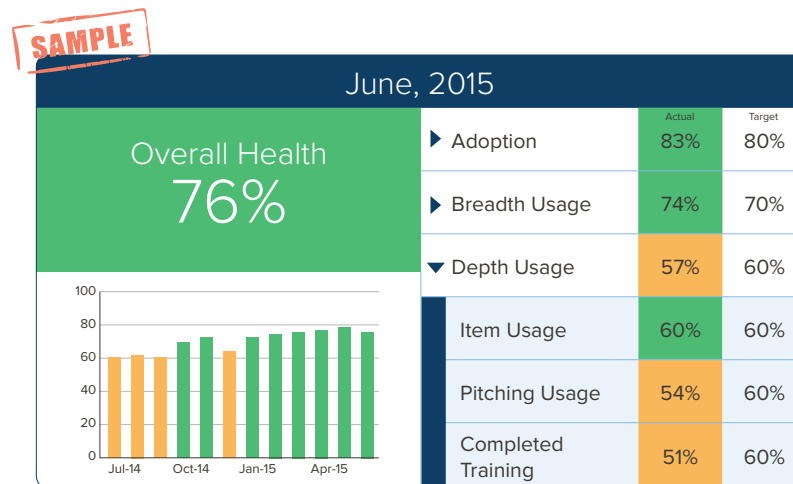 SAMPLE
June, 2015
Overall Health
76%
Actual Target
Adoption 83% 80%
Breadth Usage 74% 70%
Depth Usage 57% 60%
Item Usage 60% 60%
Pitching Usage 54% 60%
Completed
Training 51% 60%
100
80
60
40
20
0
Jul-14 Oct-14 Jan-15 Apr-15